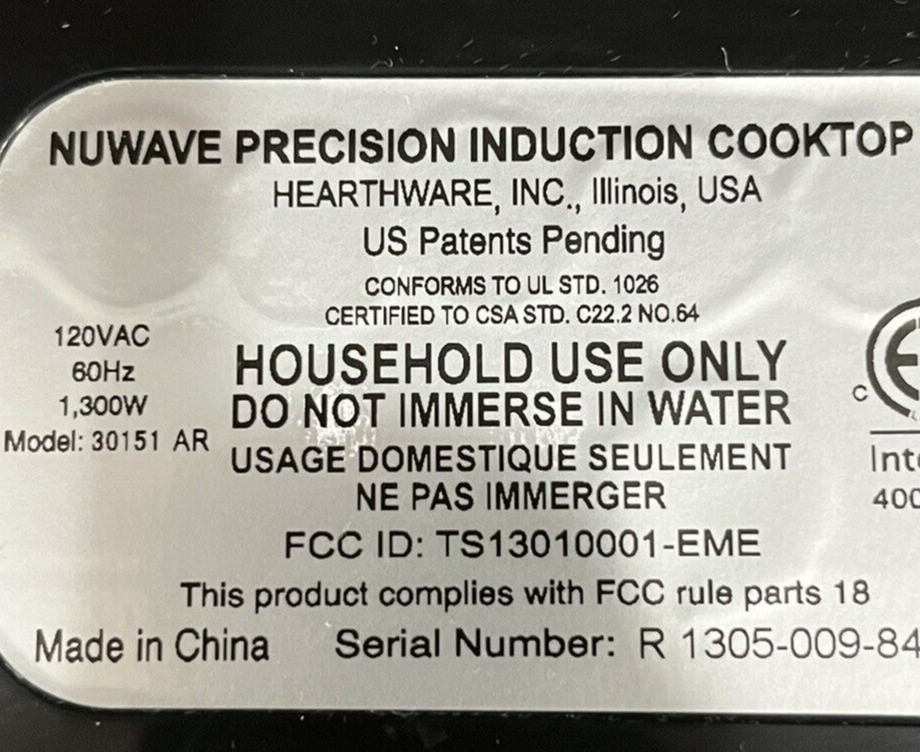 NUWAVE PRECISION INDUCTION COOKTOP
HEARTHWARE, INC., Illinois, USA
US Patents Pending
CONFORMS TO UL STD. 1026
CERTIFIED TO CSA STD. C22.2 NO.64
120VAC
60Hz
1,300W
Model: 30151 AR
HOUSEHOLD USE ONLY
DO NOT IMMERSE IN WATER
USAGE DOMESTIQUE SEULEMENT
NE PAS IMMERGER
C
FCC ID: TS13010001-EME
This product complies with FCC rule parts 18
Made in China Serial Number: R 1305-009-84